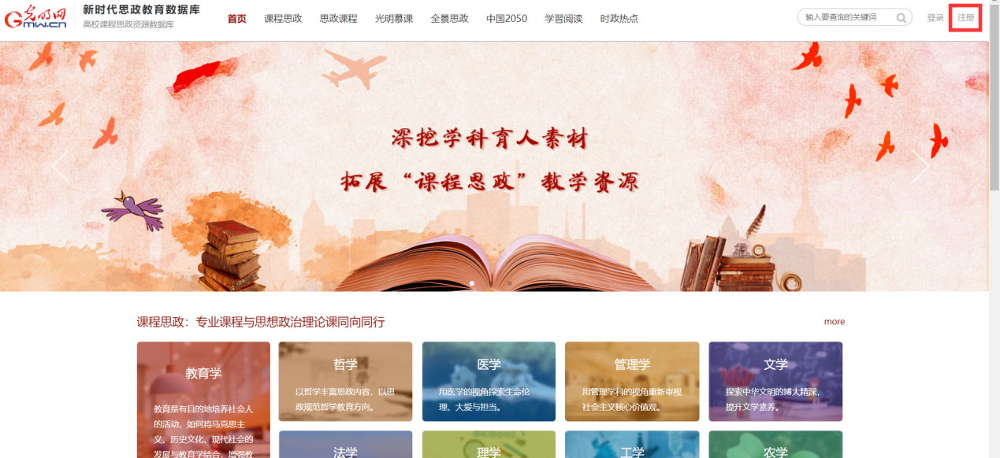 光明网
GMW.CN
新时代思政教育数据库
高校课程思政资源数据库
首页 课程思政 思政课程 光明慕课 全景思政 中国2050 学習阅读 时政热点
输入要查询的关键词
登录 注册
深挖学科育人素材
拓展“课程思政”教学资源
课程思政：专业课程与思想政治理论课同向同行
more
教育学
教育是有目的地培养社会人
的活动，如何将马克思主
义、历史文化、现代社会的
发展与教育学结合，增强教
哲学
以哲学丰富思政内容，以思
政规范哲学教育方向。
医学
用医学的视角探索生命伦
理、大爱与担当。
管理学
用管理学科的视角重新审视
社会主义核心价值观。
文学
探索中华文明的博大精深，
提升文学素养。
法学
理学
工学
农学